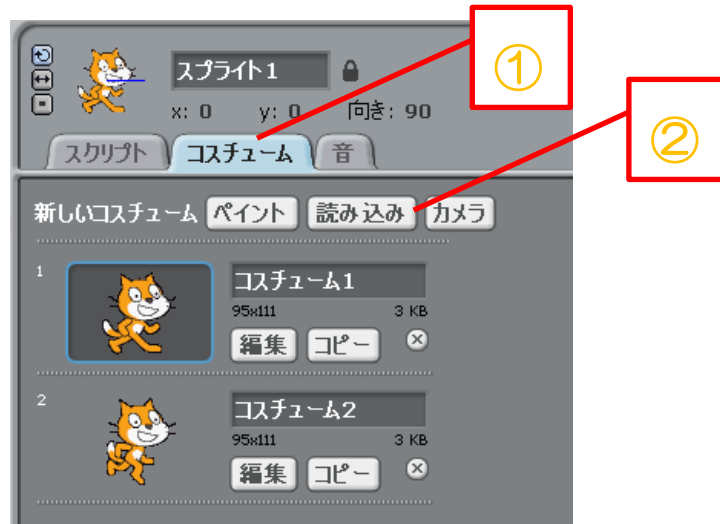 スプライト1
x: 0 y: 0 向き: 90
①
②
スクリプト コスチューム 音
新しいコスチューム ペイント 読み込み カメラ
1
コスチューム1
95x111 3 KB
編集 コピー
2
コスチューム2
95x111 3 KB
編集 コピー